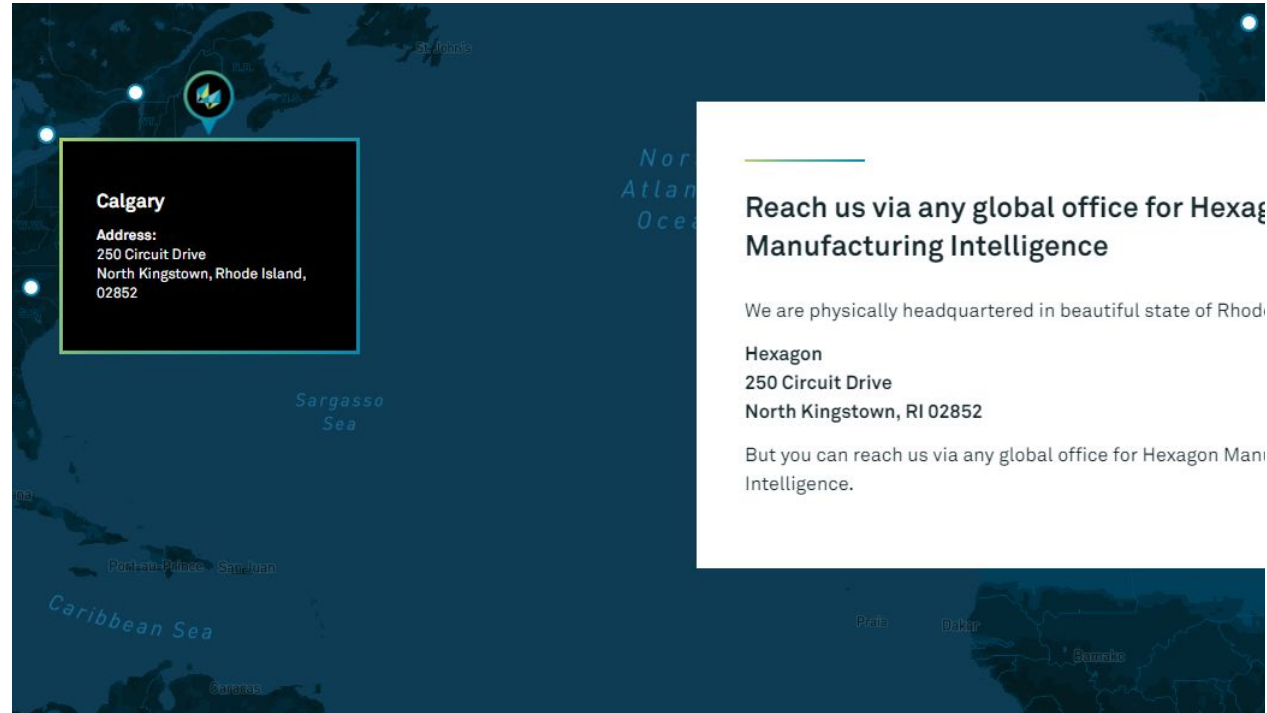 St. John's
Calgary
Address:
250 Circuit Drive
North Kingstown, Rhode Island,
02852
Nor
Atlan
Ocea
Reach us via any global office for Hexag
Manufacturing Intelligence
We are physically headquartered in beautiful state of Rhode
Hexagon
250 Circuit Drive
North Kingstown, RI 02852
But you can reach us via any global office for Hexagon Manu
Intelligence.
Sargasso
Sea
Port-au-Prince
San Juan
Caribbean Sea
Caracas
Praia
Dakar
Bamako